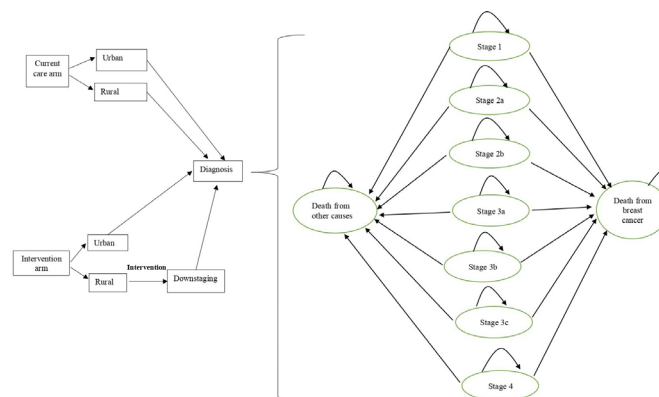 Current
care arm
Urban
Rural
Diagnosis
Intervention
arm
Urban
Rural
Intervention
Downstaging
Stage 1
Stage 2a
Stage 2b
Stage 3a
Stage 3b
Stage 3c
Stage 4
Death from
other causes
Death from
breast
cancer